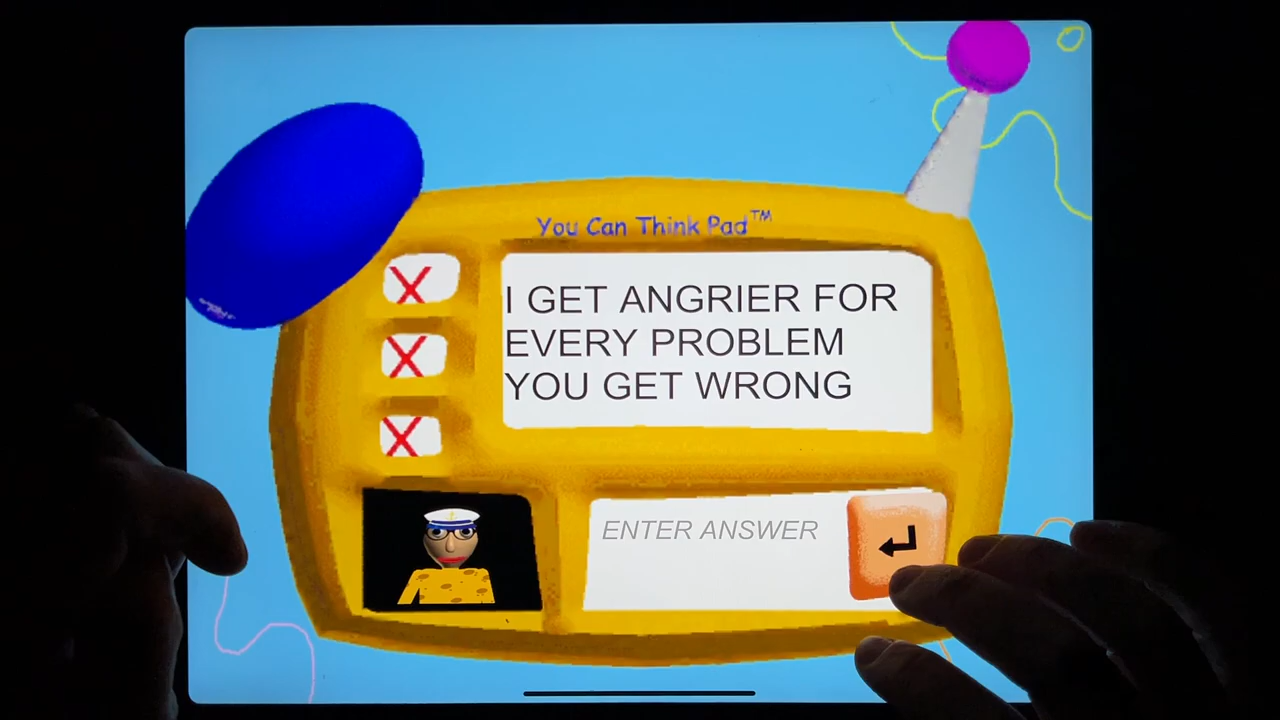 You Can Think Pad™
I GET ANGRIER FOR
EVERY PROBLEM
YOU GET WRONG
ENTER ANSWER